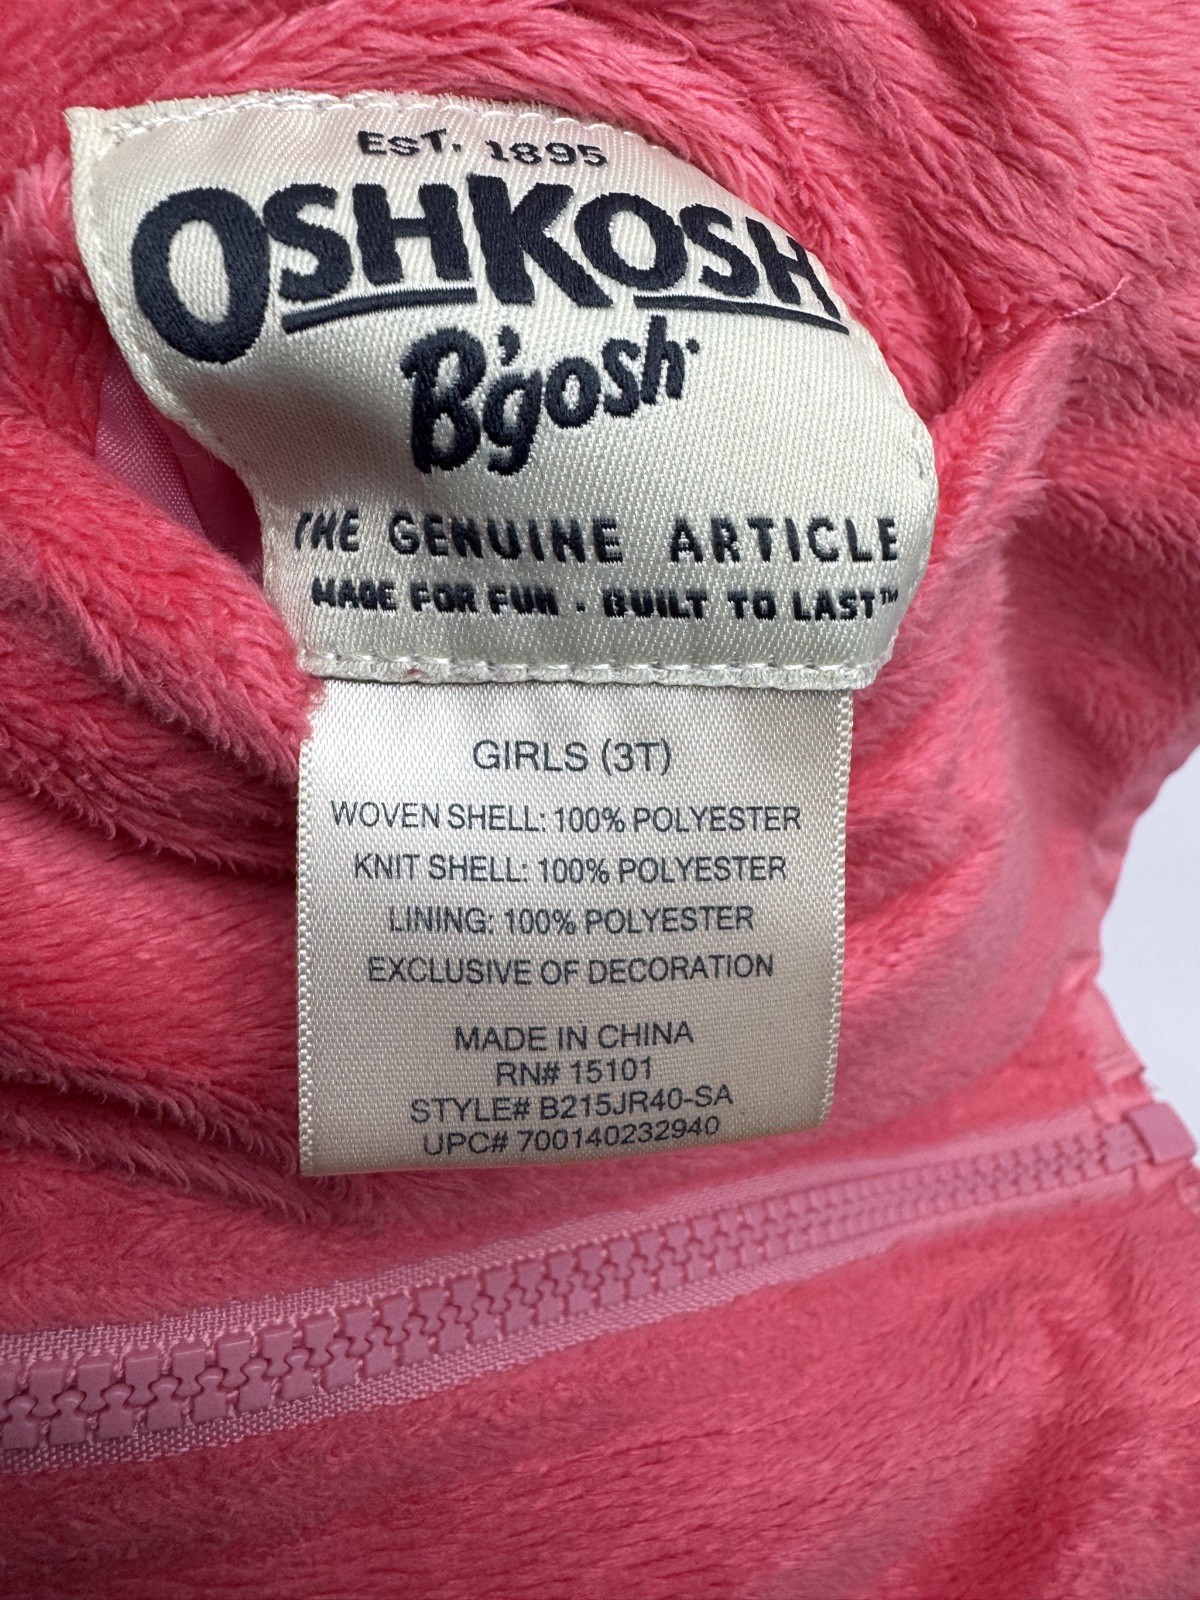 EST. 1895
OSHKOSH
B'gosh
THE GENUINE ARTICLE
MADE FOR FUN · BUILT TO LAST™
GIRLS (3T)
WOVEN SHELL: 100% POLYESTER
KNIT SHELL: 100% POLYESTER
LINING: 100% POLYESTER
EXCLUSIVE OF DECORATION
MADE IN CHINA
RN# 15101
STYLE# B215JR40-SA
UPC# 700140232940